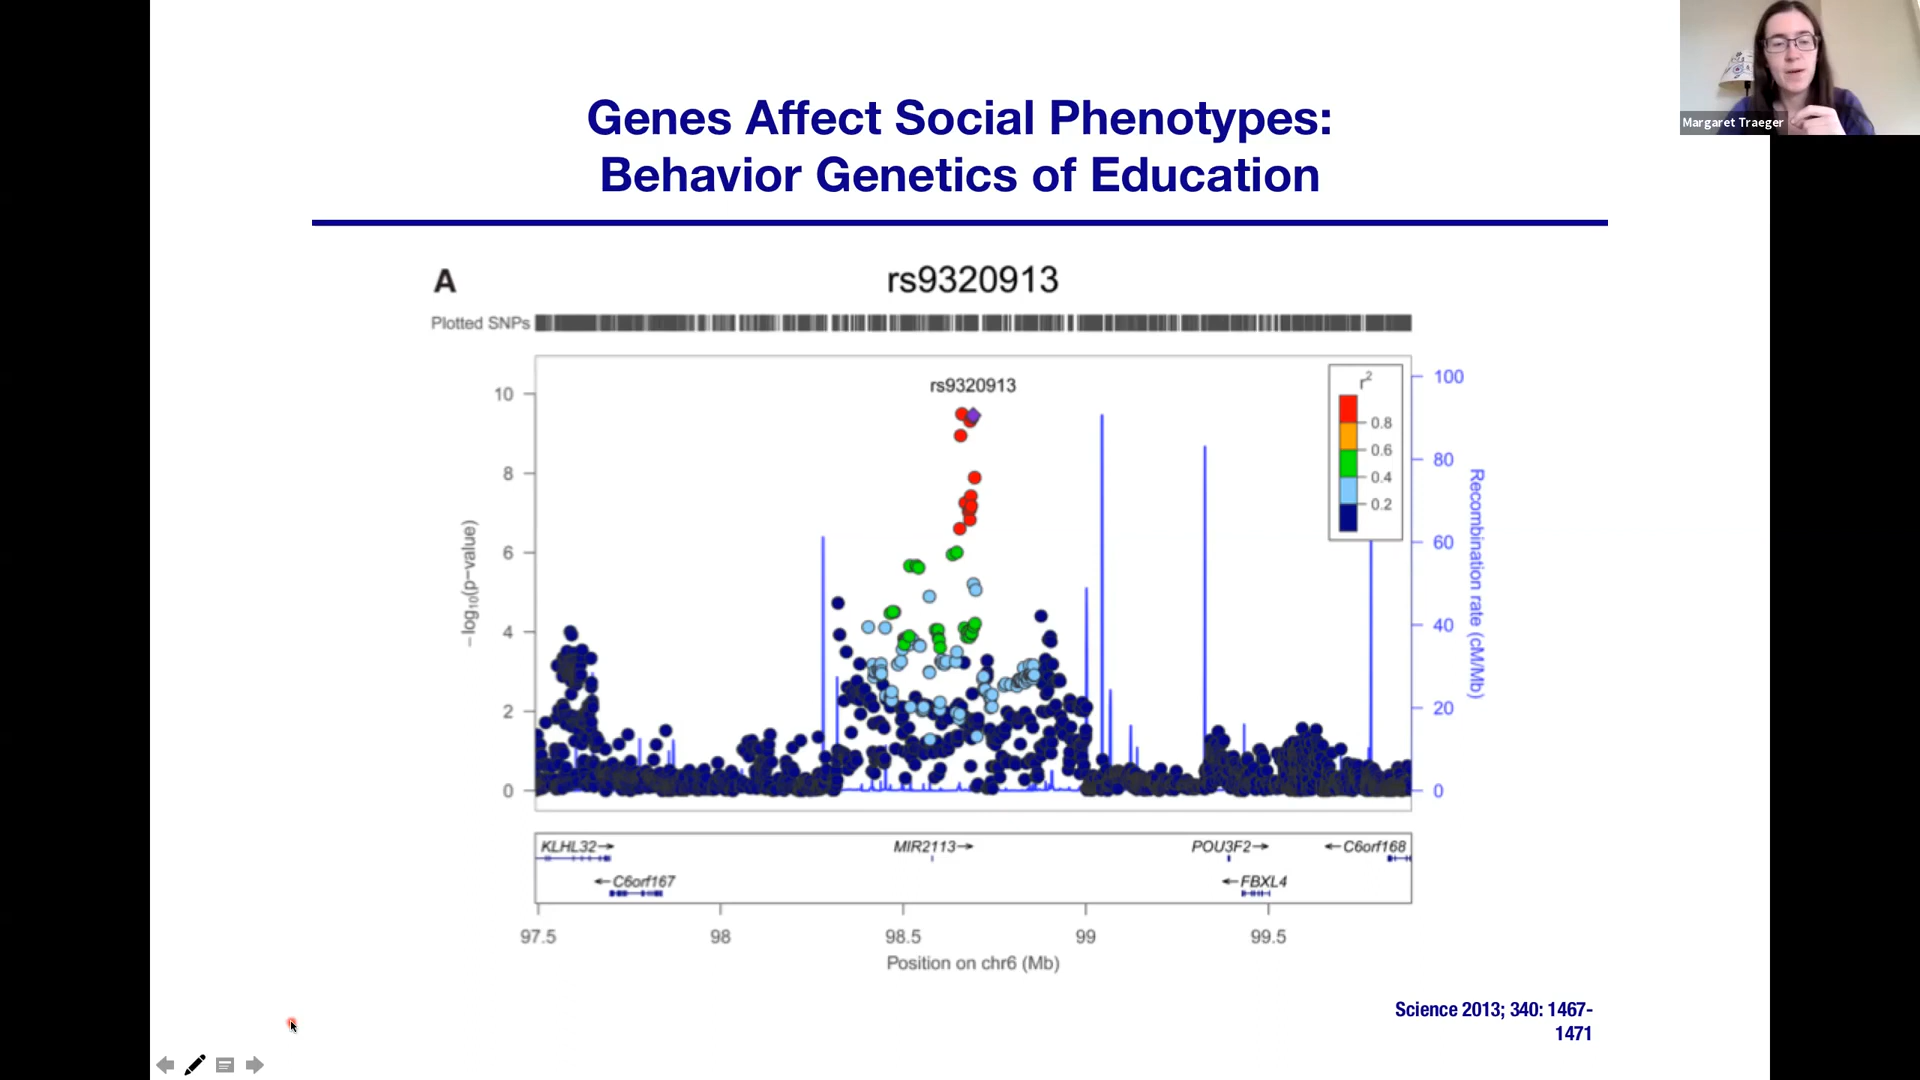 Genes Affect Social Phenotypes:
Behavior Genetics of Education
Margaret Traeger
A
rs9320913
Plotted SNPs
rs9320913
r2
0.8
0.6
0.4
0.2
10
8
6
4
2
0
−log10(p−value)
100
80
60
40
20
0
Recombination rate (cM/Mb)
KLHL32→
MIR2113→
POU3F2→
←C6orf168
←C6orf167
←FBXL4
97.5
98
98.5
99
99.5
Position on chr6 (Mb)
Science 2013; 340: 1467-
1471